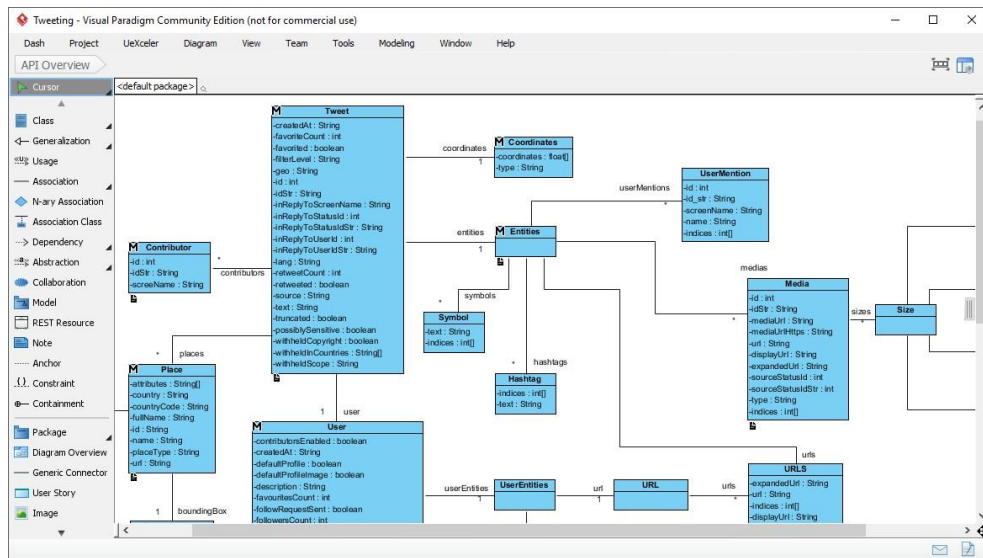 Tweeting - Visual Paradigm Community Edition (not for commercial use)
Dash Project UeXceler Diagram View Team Tools Modeling Window Help
API Overview
Cursor
Class
Generalization
Usage
Association
N-ary Association
Association Class
Dependency
Abstraction
Collaboration
Model
REST Resource
Note
Anchor
Constraint
Containment
Package
Diagram Overview
Generic Connector
User Story
Image
<default package>
Tweet
-createdAt : String
-favoriteCount : int
-favorited : boolean
-filterLevel : String
-geo : String
-id : int
-idStr : String
-inReplyToScreenName : String
-inReplyToStatusId : int
-inReplyToStatusIdStr : String
-inReplyToUserId : int
-inReplyToUserIdStr : String
-lang : String
-retweetCount : int
-retweeted : boolean
-source : String
-text : String
-truncated : boolean
-possiblySensitive : boolean
-withheldCopyright : boolean
-withheldInCountries : String[]
-withheldScope : String
coordinates
1
Coordinates
-coordinates : float[]
-type : String
userMentions
*
UserMention
-id : int
-id_str : String
-screenName : String
-name : String
-indices : int[]
entities
1
Entities
Contributor
-id : int
-idStr : String
-screeName : String
*
contributors
symbols
*
Symbol
-text : String
-indices : int[]
hashtags
*
Hashtag
-indices : int[]
-text : String
medias
*
Media
-id : int
-idStr : String
-mediaUrl : String
-mediaUrlHttps : String
-url : String
-displayUrl : String
-expandedUrl : String
-sourceStatusId : int
-sourceStatusIdStr : int
-type : String
-indices : int[]
sizes
*
Size
places
*
Place
-attributes : String[]
-country : String
-countryCode : String
-fullName : String
-id : String
-name : String
-placeType : String
-url : String
1
boundingBox
1
user
User
-contributorsEnabled : boolean
-createdAt : String
-defaultProfile : boolean
-defaultProfileImage : boolean
-description : String
-favouritesCount : int
-followRequestSent : boolean
-followersCount : int
userEntities
1
UserEntities
url
1
URL
urls
*
urls
*
URLS
-expandedUrl : String
-url : String
-indices : int[]
-displayUrl : String